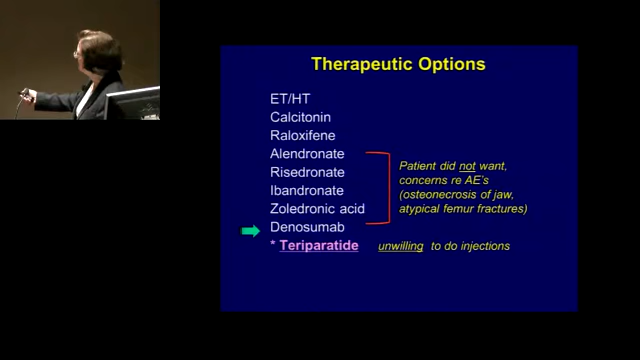 Therapeutic Options
ET/HT
Calcitonin
Raloxifene
Alendronate
Risedronate
Ibandronate
Zoledronic acid
Denosumab
* Teriparatide unwilling to do injections
Patient did not want,
concerns re AE's
(osteonecrosis of jaw,
atypical femur fractures)